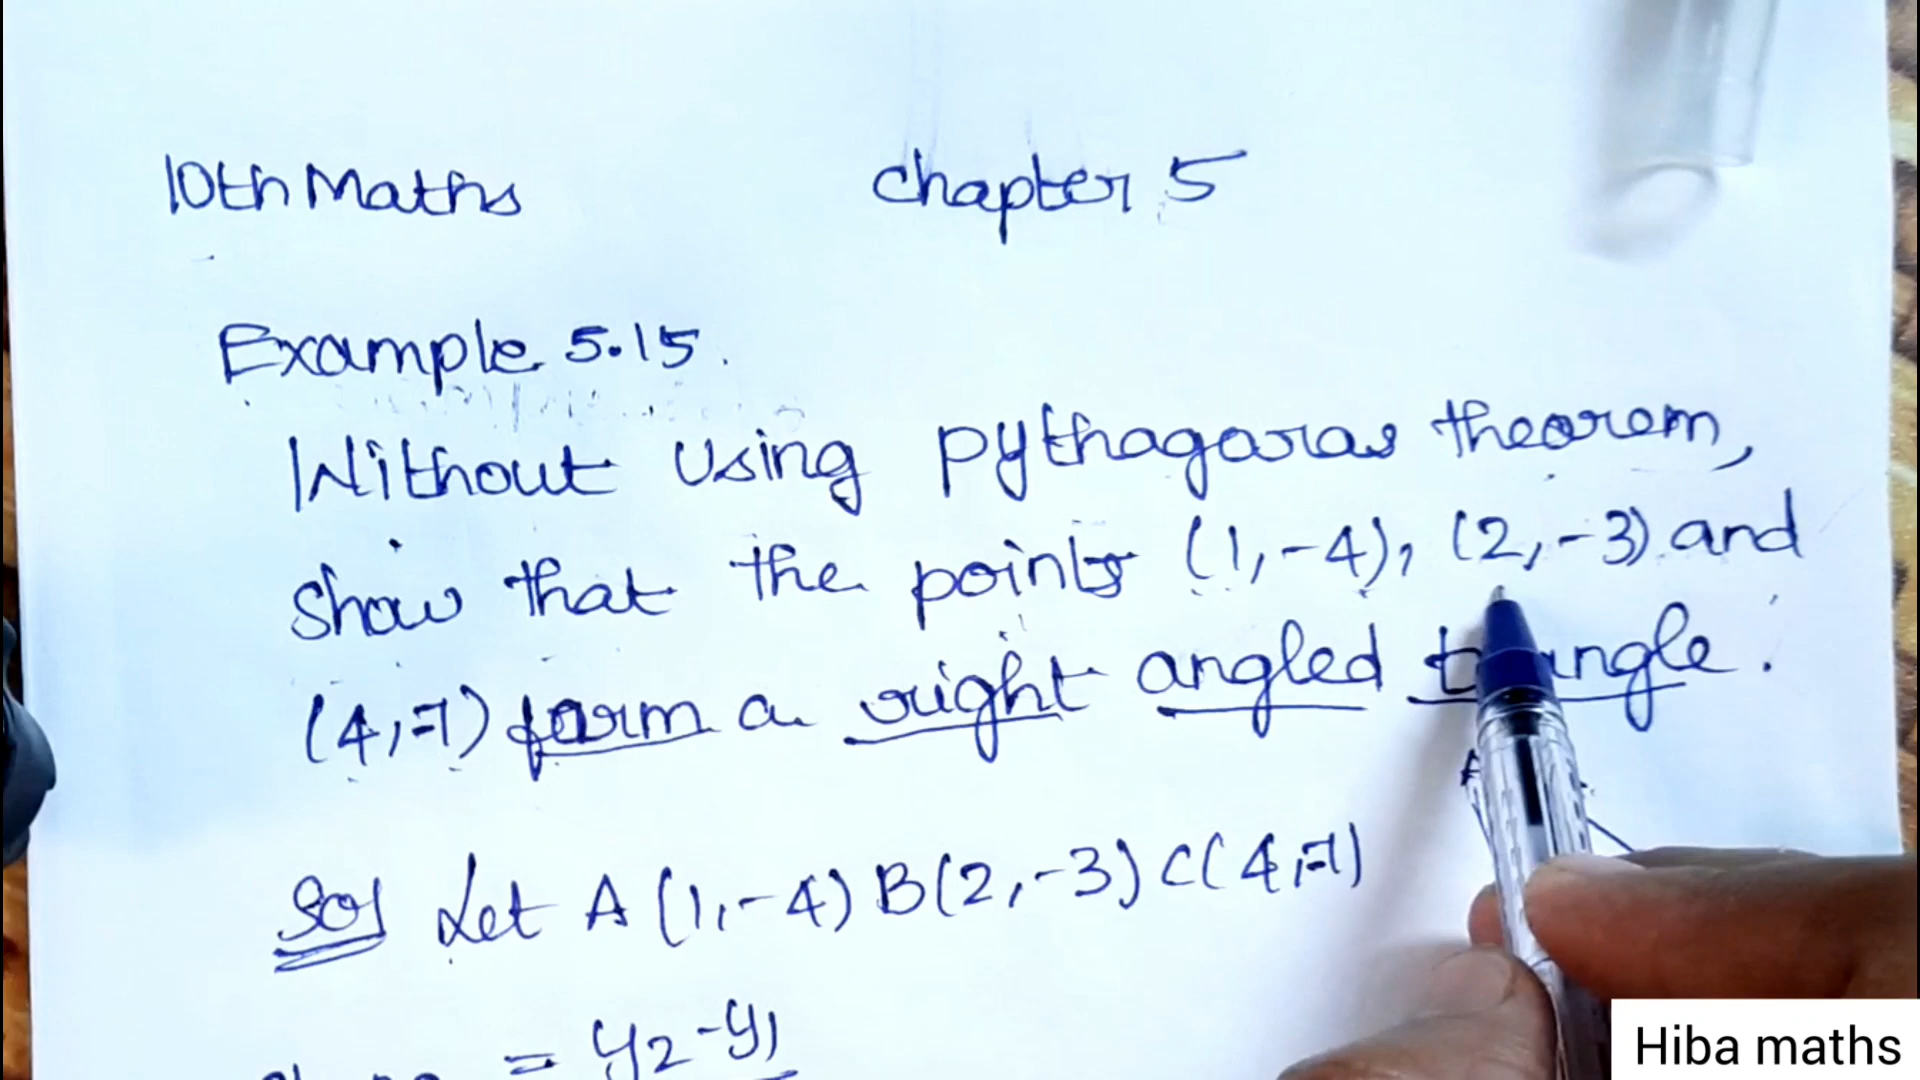 10th Maths chapter 5
Example 5.15.
Without using pythagoras theorem,
show that the points (1,-4), (2,-3) and
(4,-7) form a right angled
Sol Let A (1,-4) B(2,-3) C(4,-7)
= y2-y1
Hiba maths